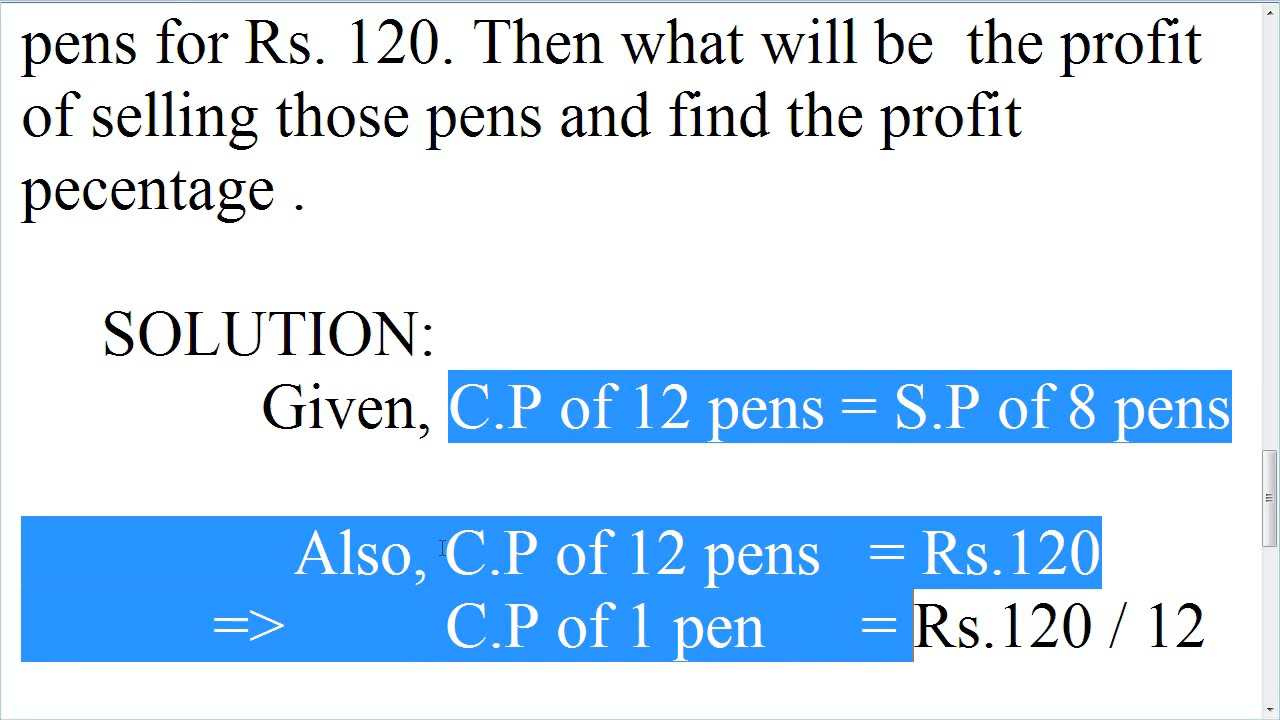 pens for Rs. 120. Then what will be  the profit
of selling those pens and find the profit
pecentage .
SOLUTION:
Given, C.P of 12 pens = S.P of 8 pens
Also, C.P of 12 pens   = Rs.120
=>          C.P of 1 pen      = Rs.120 / 12